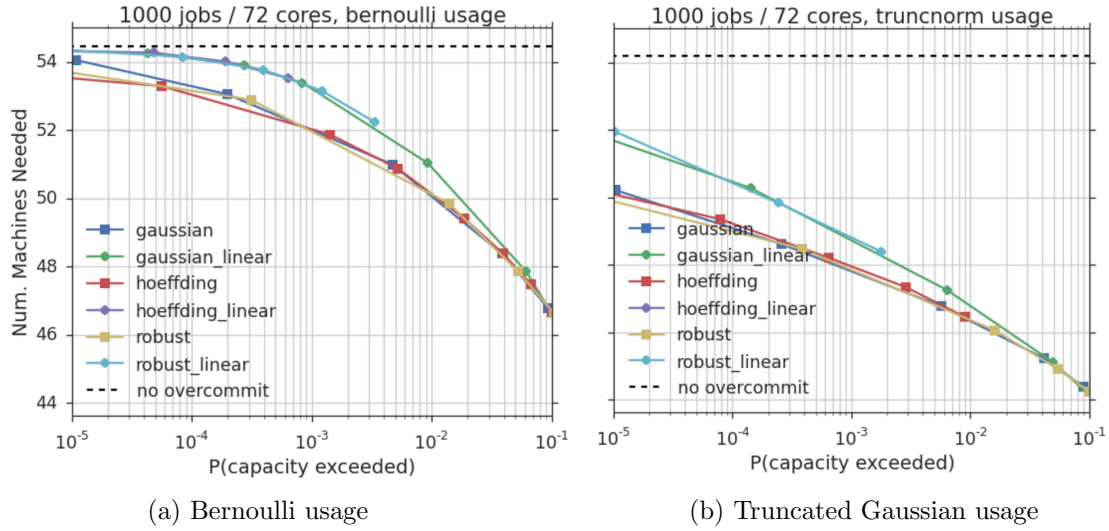 1000 jobs / 72 cores, bernoulli usage
Num. Machines Needed
54
52
50
48
46
44
gaussian
gaussian_linear
hoeffding
hoeffding_linear
robust
robust_linear
no overcommit
10^-5
10^-4
10^-3
10^-2
10^-1
P(capacity exceeded)
(a) Bernoulli usage
1000 jobs / 72 cores, truncnorm usage
gaussian
gaussian_linear
hoeffding
hoeffding_linear
robust
robust_linear
no overcommit
10^-5
10^-4
10^-3
10^-2
10^-1
P(capacity exceeded)
(b) Truncated Gaussian usage